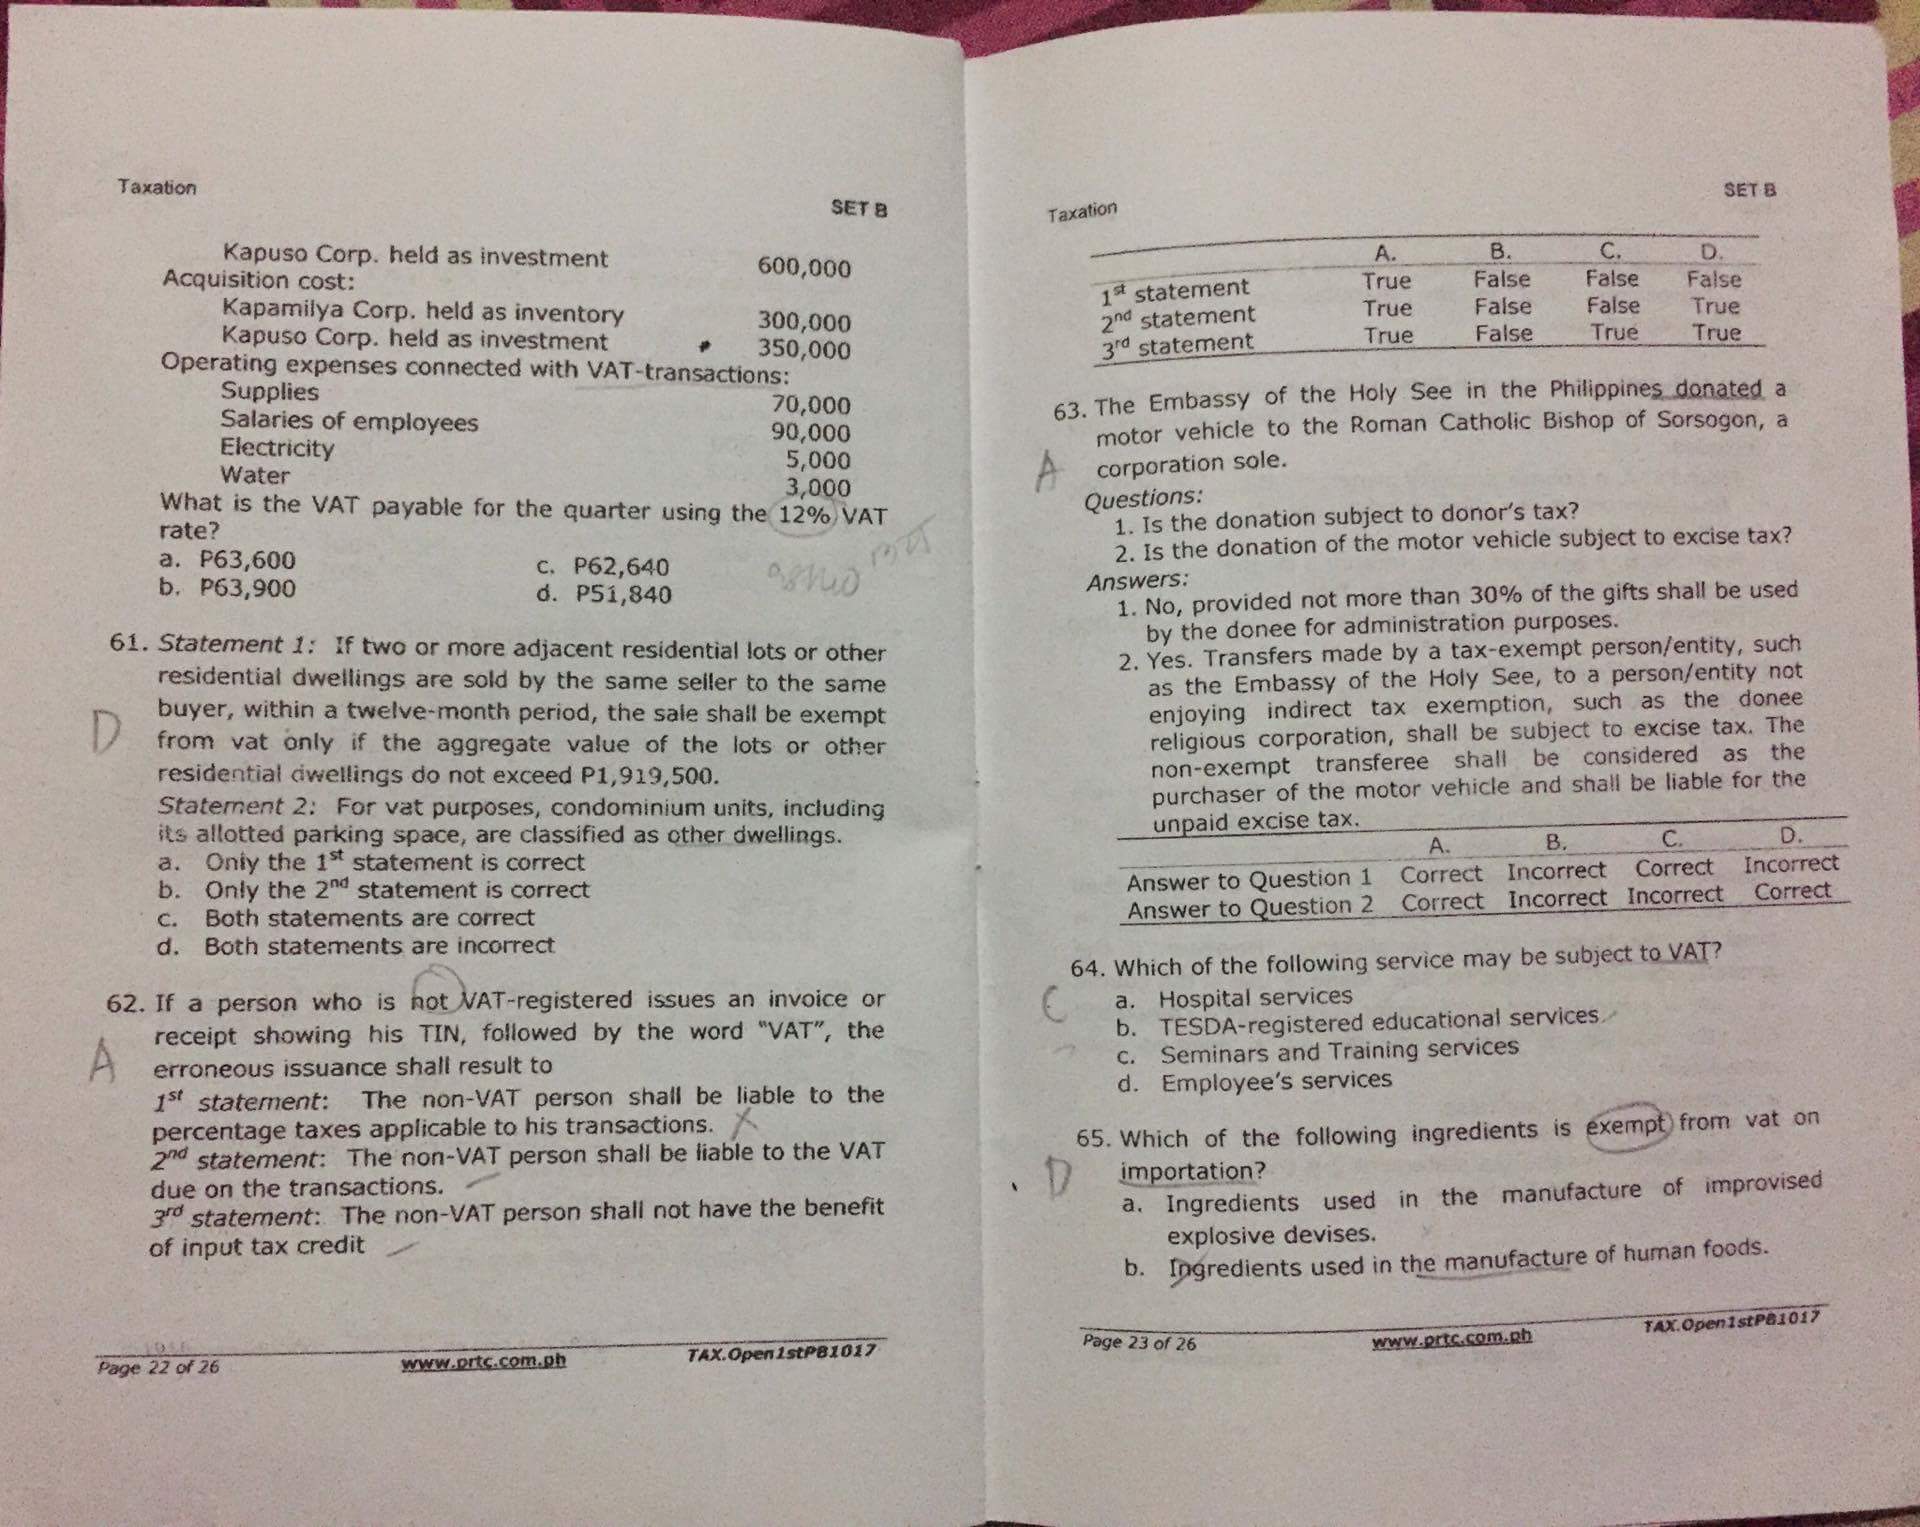 Taxation
SET B
Kapuso Corp. held as investment 600,000
Acquisition cost:
Kapamilya Corp. held as inventory 300,000
Kapuso Corp. held as investment 350,000
Operating expenses connected with VAT-transactions:
Supplies 70,000
Salaries of employees 90,000
Electricity 5,000
Water 3,000
What is the VAT payable for the quarter using the 12% VAT
rate?
a. P63,600 c. P62,640
b. P63,900 d. P51,840
61. Statement 1: If two or more adjacent residential lots or other
residential dwellings are sold by the same seller to the same
buyer, within a twelve-month period, the sale shall be exempt
D
from vat only if the aggregate value of the lots or other
residential dwellings do not exceed P1,919,500.
Statement 2: For vat purposes, condominium units, including
its allotted parking space, are classified as other dwellings.
a. Only the 1st statement is correct
b. Only the 2nd statement is correct
c. Both statements are correct
d. Both statements are incorrect
62. If a person who is not VAT-registered issues an invoice or
receipt showing his TIN, followed by the word "VAT", the
A
erroneous issuance shall result to
1st statement: The non-VAT person shall be liable to the
percentage taxes applicable to his transactions.
2nd statement: The non-VAT person shall be liable to the VAT
due on the transactions.
3rd statement: The non-VAT person shall not have the benefit
of input tax credit
Page 22 of 26 www.prtc.com.ph TAX.Open1stPB1017
Taxation
SET B
A. B. C. D.
1st statement True False False False
2nd statement True False False True
3rd statement True False True True
63. The Embassy of the Holy See in the Philippines donated a
motor vehicle to the Roman Catholic Bishop of Sorsogon, a
A
corporation sole.
Questions:
1. Is the donation subject to donor's tax?
2. Is the donation of the motor vehicle subject to excise tax?
Answers:
1. No, provided not more than 30% of the gifts shall be used
by the donee for administration purposes.
2. Yes. Transfers made by a tax-exempt person/entity, such
as the Embassy of the Holy See, to a person/entity not
enjoying indirect tax exemption, such as the donee
religious corporation, shall be subject to excise tax. The
non-exempt transferee shall be considered as the
purchaser of the motor vehicle and shall be liable for the
unpaid excise tax.
A. B. C. D.
Answer to Question 1 Correct Incorrect Correct Incorrect
Answer to Question 2 Correct Incorrect Incorrect Correct
64. Which of the following service may be subject to VAT?
C
a. Hospital services
b. TESDA-registered educational services
c. Seminars and Training services
d. Employee's services
65. Which of the following ingredients is exempt from vat on
D
importation?
a. Ingredients used in the manufacture of improvised
explosive devises.
b. Ingredients used in the manufacture of human foods.
Page 23 of 26 www.prtc.com.ph TAX.Open1stPB1017